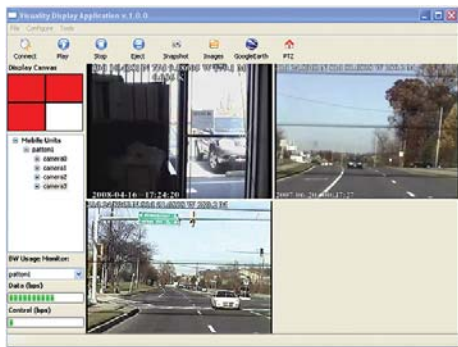 Visuality Display Application v.1.0.0
File Configure Tools
Connect Play Stop Eject Snapshot Images GoogleEarth PTZ
Display Canvas
Mobile Units
patton1
camera0
camera1
camera2
camera3
2008-04-16~17:24:20
BW Usage Monitor:
patton1
Data (bps)
Control (bps)